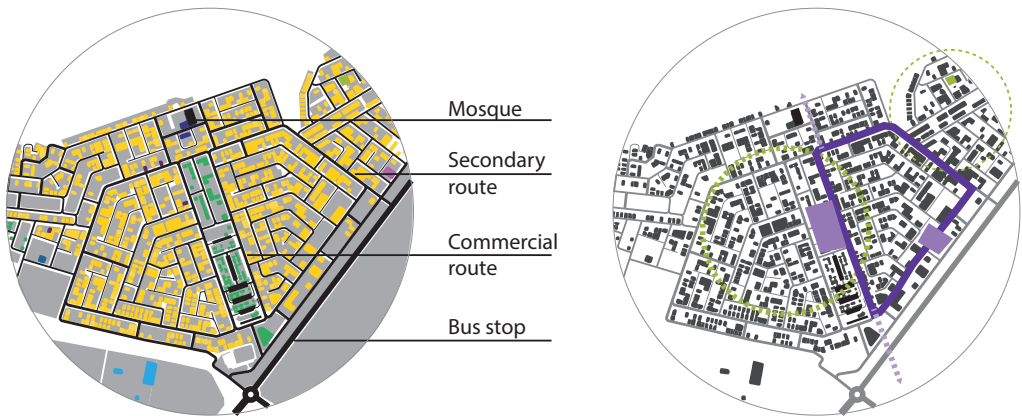 Mosque
Secondary
route
Commercial
route
Bus stop